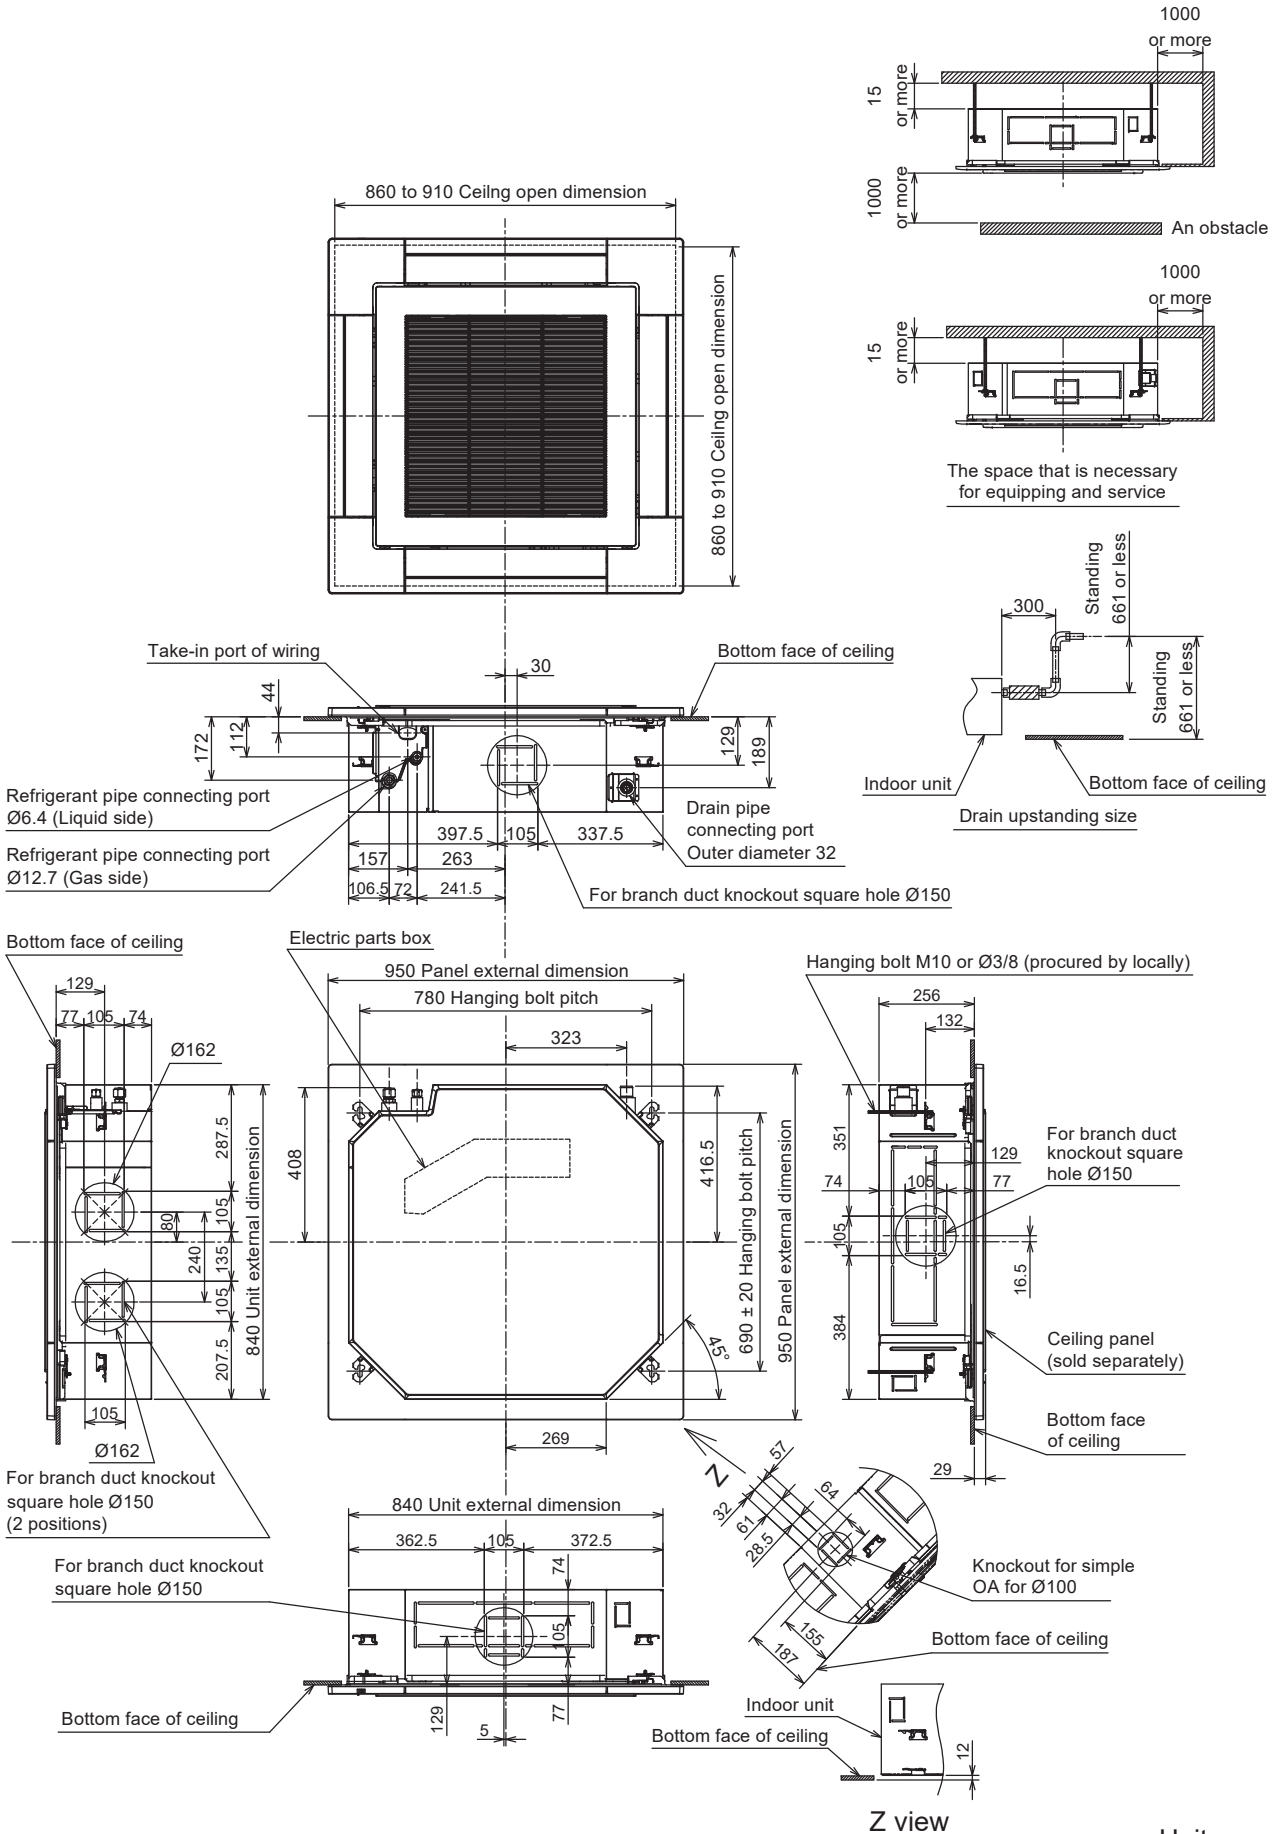 1000
or more
15
or more
1000
or more
An obstacle
860 to 910 Ceilng open dimension
860 to 910 Ceilng open dimension
1000
or more
15
or more
The space that is necessary
for equipping and service
300
Standing
661 or less
Standing
661 or less
Indoor unit
Bottom face of ceiling
Drain upstanding size
Take-in port of wiring
30
Bottom face of ceiling
44
112
172
129
189
Refrigerant pipe connecting port
Ø6.4 (Liquid side)
Refrigerant pipe connecting port
Ø12.7 (Gas side)
Drain pipe
connecting port
Outer diameter 32
397.5
105
337.5
157
263
106.5
72
241.5
For branch duct knockout square hole Ø150
Bottom face of ceiling
129
77
105
74
Ø162
287.5
105
80
135
240
105
207.5
840 Unit external dimension
105
Ø162
For branch duct knockout
square hole Ø150
(2 positions)
Electric parts box
950 Panel external dimension
780 Hanging bolt pitch
323
408
416.5
690 ± 20 Hanging bolt pitch
950 Panel external dimension
45°
269
Hanging bolt M10 or Ø3/8 (procured by locally)
256
132
351
129
74
105
77
105
384
16.5
For branch duct
knockout square
hole Ø150
Ceiling panel
(sold separately)
Bottom face
of ceiling
29
Z
57
32
61
28.5
64
155
187
Knockout for simple
OA for Ø100
Bottom face of ceiling
840 Unit external dimension
362.5
105
372.5
74
105
For branch duct knockout
square hole Ø150
129
77
5
Bottom face of ceiling
Indoor unit
Bottom face of ceiling
12
Z view